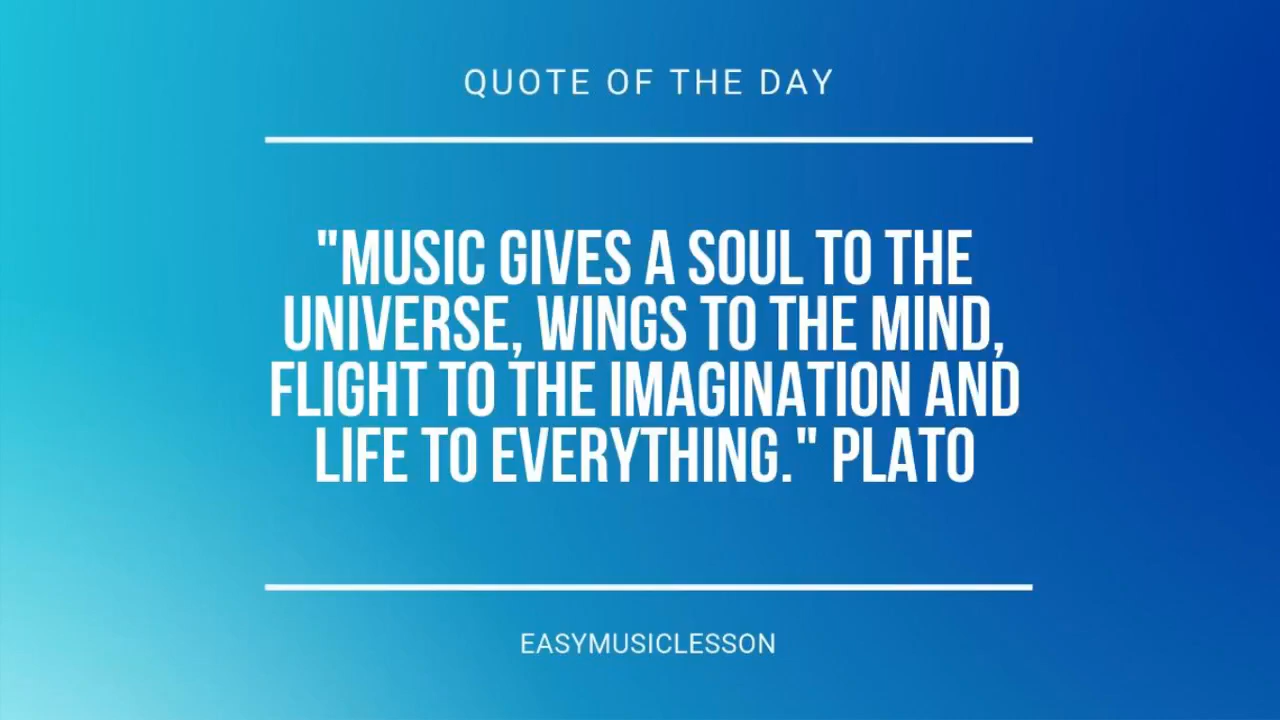 QUOTE OF THE DAY
"MUSIC GIVES A SOUL TO THE
UNIVERSE, WINGS TO THE MIND,
FLIGHT TO THE IMAGINATION AND
LIFE TO EVERYTHING." PLATO
EASYMUSICLESSON